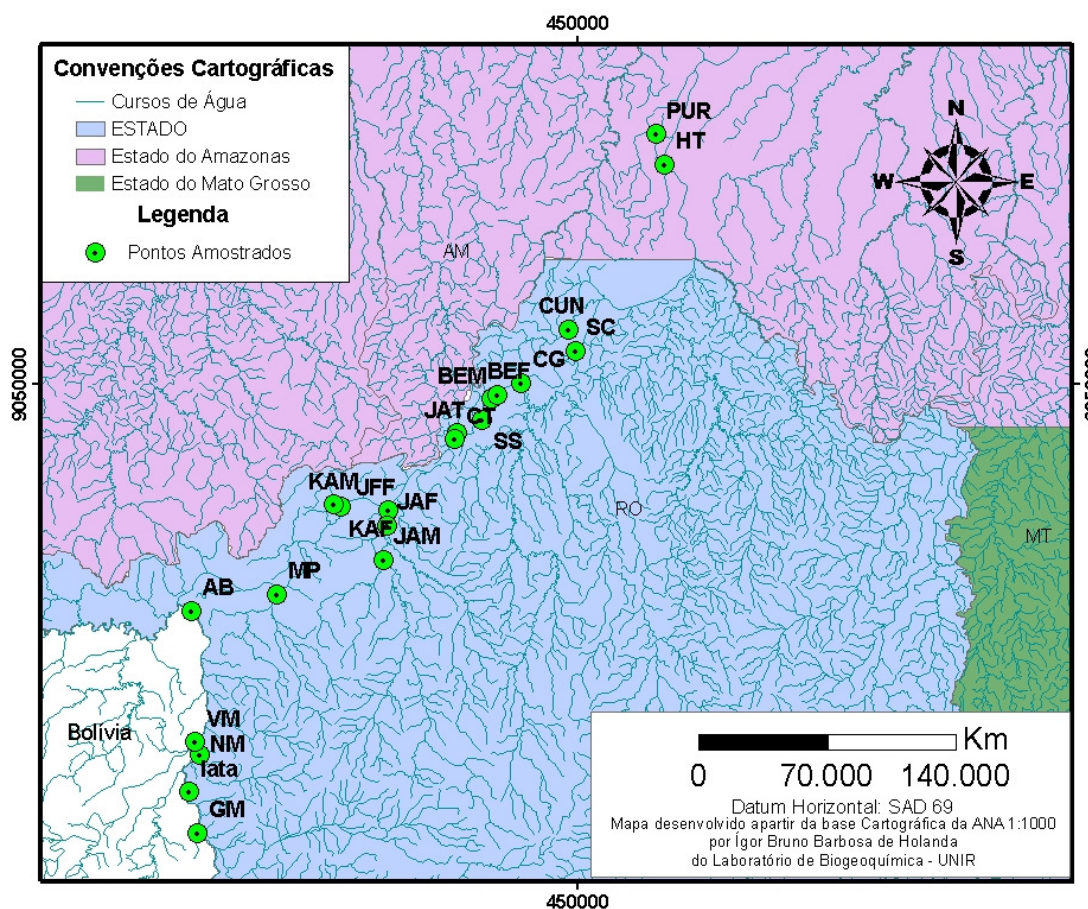 450000
Convenções Cartográficas
Cursos de Água
ESTADO
Estado do Amazonas
Estado do Mato Grosso
Legenda
Pontos Amostrados
PUR
HT
N
W
E
S
AM
CUN
SC
CG
BEF
BEM
9050000
9050000
JAT
CT
SS
KAM
JFF
JAF
KAF
JAM
RO
MT
MP
AB
Bolívia
VM
NM
Iata
GM
Km
0 70.000 140.000
Datum Horizontal: SAD 69
Mapa desenvolvido apartir da base Cartográfica da ANA 1:1000
por Ígor Bruno Barbosa de Holanda
do Laboratório de Biogeoquímica - UNIR
450000